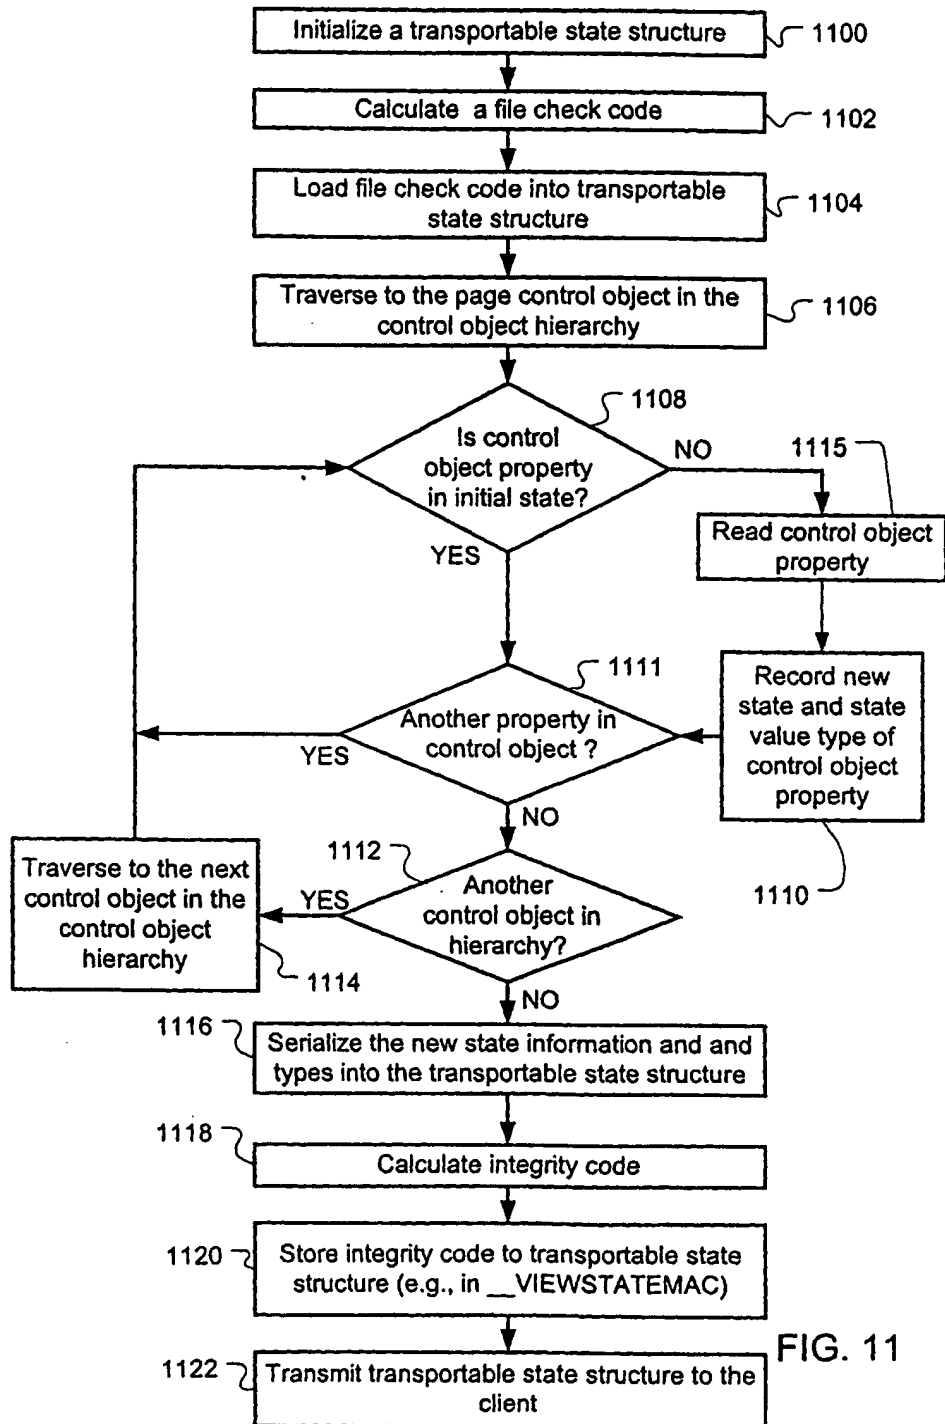 Initialize a transportable state structure
1100
Calculate a file check code
1102
Load file check code into transportable
state structure
1104
Traverse to the page control object in the
control object hierarchy
1106
1108
Is control
object property
in initial state?
NO
YES
1115
Read control object
property
1111
Another property in
control object ?
YES
NO
Record new
state and state
value type of
control object
property
1110
1112
Another
control object in
hierarchy?
YES
NO
Traverse to the next
control object in the
control object
hierarchy
1114
1116
Serialize the new state information and and
types into the transportable state structure
1118
Calculate integrity code
1120
Store integrity code to transportable state
structure (e.g., in __VIEWSTATEMAC)
1122
Transmit transportable state structure to the
client
FIG. 11